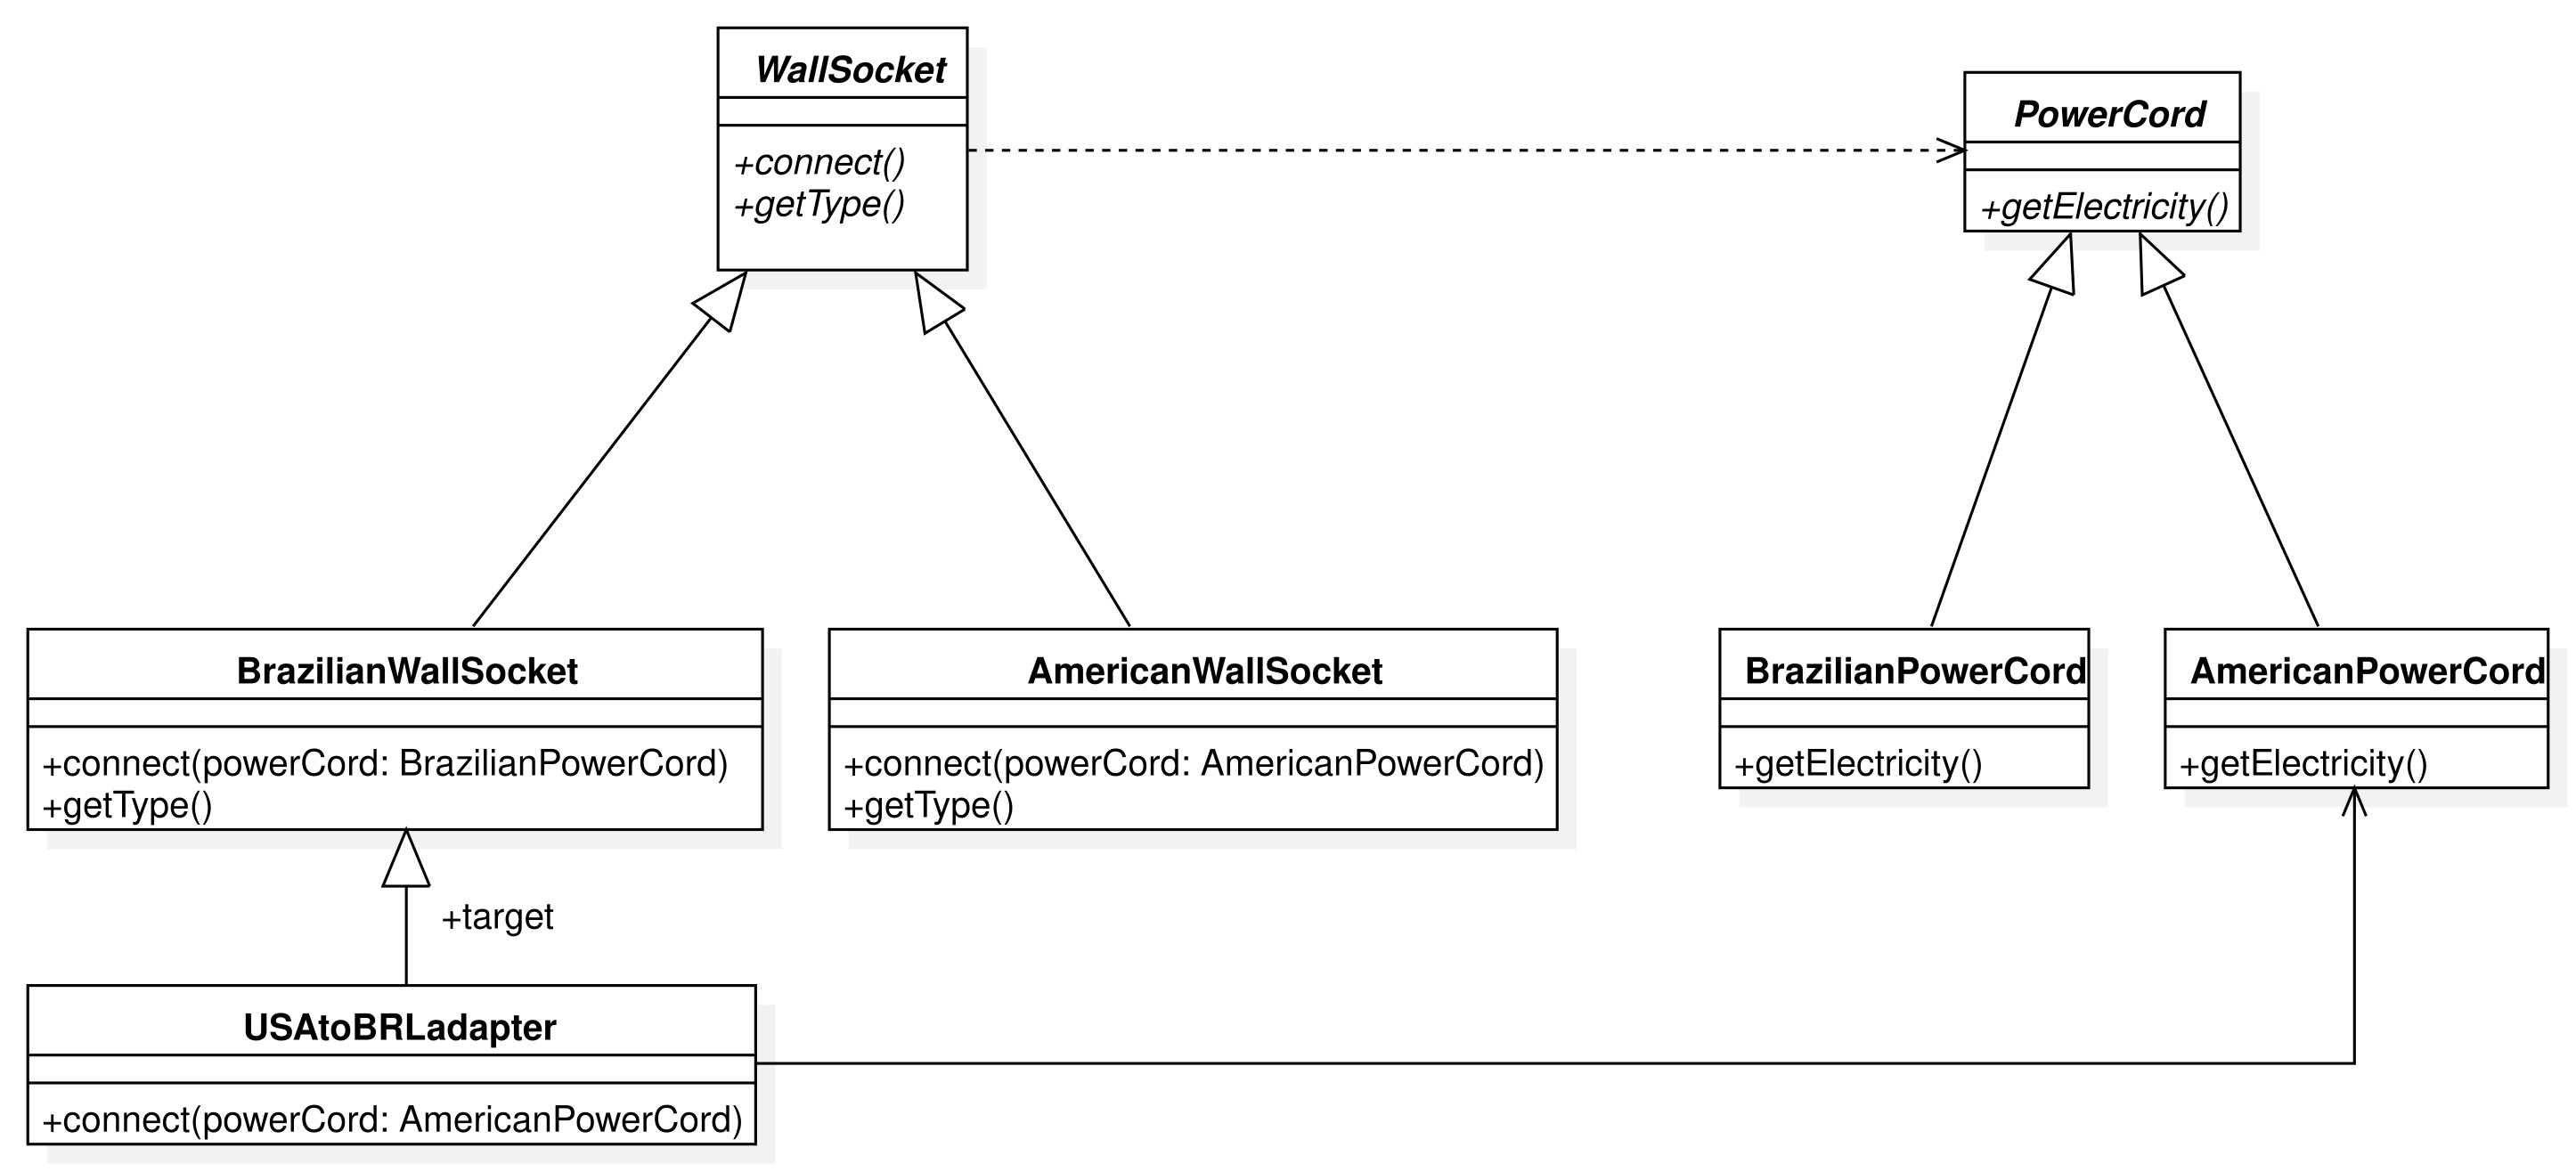 WallSocket
+connect()
+getType()
PowerCord
+getElectricity()
BrazilianWallSocket
+connect(powerCord: BrazilianPowerCord)
+getType()
AmericanWallSocket
+connect(powerCord: AmericanPowerCord)
+getType()
BrazilianPowerCord
+getElectricity()
AmericanPowerCord
+getElectricity()
+target
USAtoBRLadapter
+connect(powerCord: AmericanPowerCord)